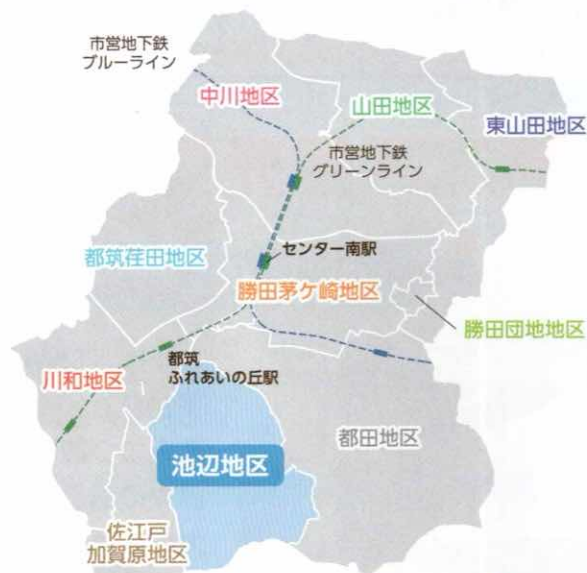 市営地下鉄
ブルーライン
中川地区
山田地区
東山田地区
市営地下鉄
グリーンライン
都筑荏田地区
センター南駅
勝田茅ケ崎地区
勝田団地地区
都筑
ふれあいの丘駅
川和地区
都田地区
池辺地区
佐江戸
加賀原地区